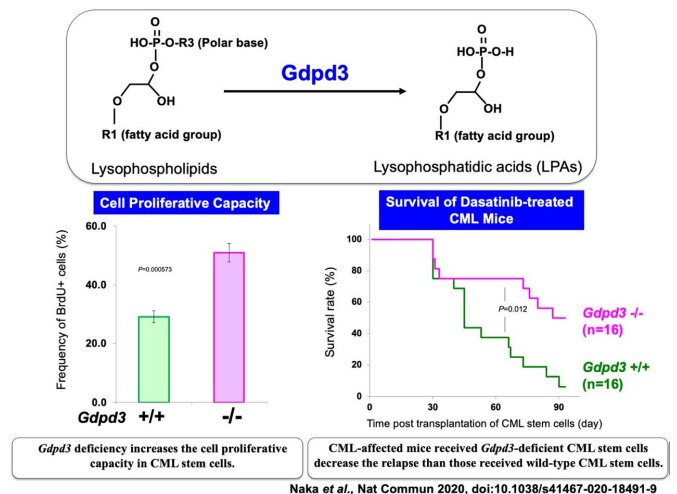 O
HO-P-O-R3 (Polar base)
O
O
OH
R1 (fatty acid group)
Lysophospholipids
Gdpd3
O
HO-P-O-H
O
O
OH
R1 (fatty acid group)
Lysophosphatidic acids (LPAs)
Cell Proliferative Capacity
Frequency of BrdU+ cells (%)
60.0
40.0
20.0
0.0
P=0.000573
Gdpd3 +/+ -/-
Gdpd3 deficiency increases the cell proliferative
capacity in CML stem cells.
Survival of Dasatinib-treated
CML Mice
Survival rate (%)
100
80
60
40
20
0
P=0.012
Gdpd3 -/-
(n=16)
Gdpd3 +/+
(n=16)
0 30 60 90
Time post transplantation of CML stem cells (day)
CML-affected mice received Gdpd3-deficient CML stem cells
decrease the relapse than those received wild-type CML stem cells.
Naka et al., Nat Commun 2020, doi:10.1038/s41467-020-18491-9